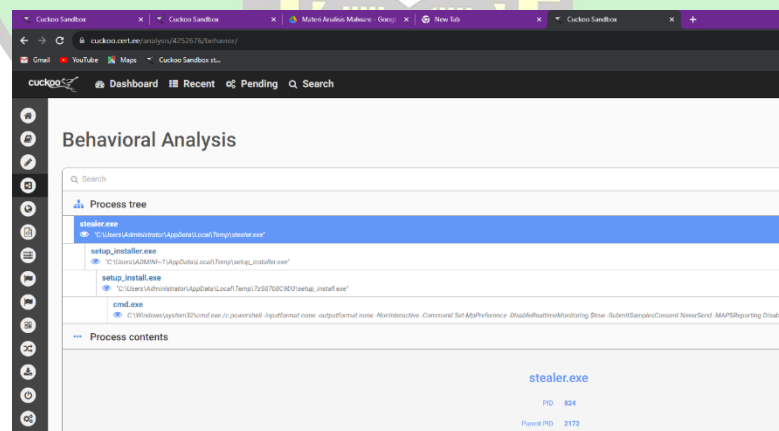 Cuckoo Sandbox
Cuckoo Sandbox
Materi Analisis Malware - Googl
New Tab
Cuckoo Sandbox
cuckoo.cert.ee/analysis/4252676/behavior/
Gmail YouTube Maps Cuckoo Sandbox st...
cuckoo Dashboard Recent Pending Search
Behavioral Analysis
Search
Process tree
stealer.exe
"C:\Users\Administrator\AppData\Local\Temp\stealer.exe"
setup_installer.exe
"C:\Users\ADMINI~1\AppData\Local\Temp\setup_installer.exe"
setup_install.exe
"C:\Users\Administrator\AppData\Local\Temp\\setup_install.exe"
cmd.exe
C:\Windows\system32\cmd.exe /c powershell -inputformat none -outputformat none -NonInteractive -Command Set-MpPreference -DisableRealtimeMonitoring $true -SubmitSamplesConsent NeverSend -MAPSReporting Disab
Process contents
stealer.exe
PID 824
Parent PID 2172